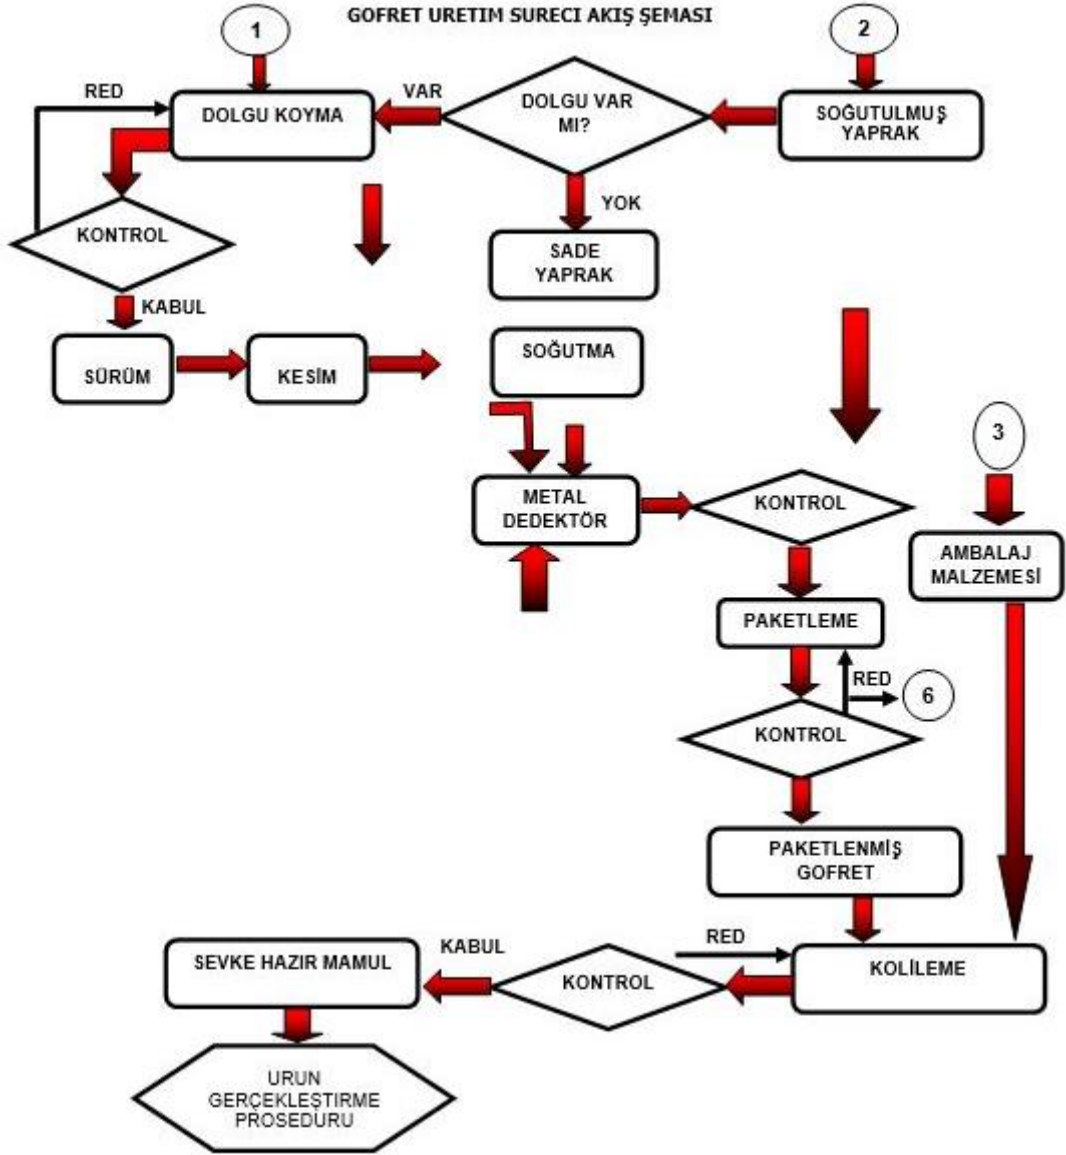 GOFRET URETIM SURECI AKIŞ ŞEMASI
1
2
RED
VAR
DOLGU KOYMA
DOLGU VAR
MI?
SOĞUTULMUŞ
YAPRAK
YOK
KONTROL
SADE
YAPRAK
KABUL
SÜRÜM
KESİM
SOĞUTMA
3
METAL
DEDEKTÖR
KONTROL
AMBALAJ
MALZEMESİ
PAKETLEME
RED
6
KONTROL
PAKETLENMİŞ
GOFRET
SEVKE HAZIR MAMUL
KABUL
KONTROL
RED
KOLİLEME
URUN
GERÇEKLEŞTIRME
PROSEDURU